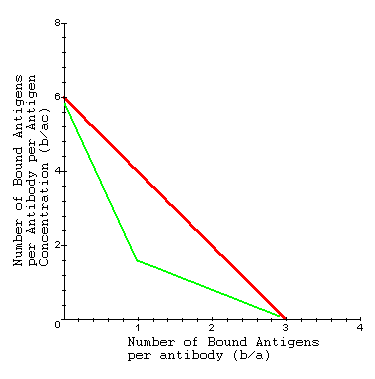 8
6
4
2
0
1
2
3
4
Number of Bound Antigens
per Antibody per Antigen
Concentration (b/ac)
Number of Bound Antigens
per antibody (b/a)